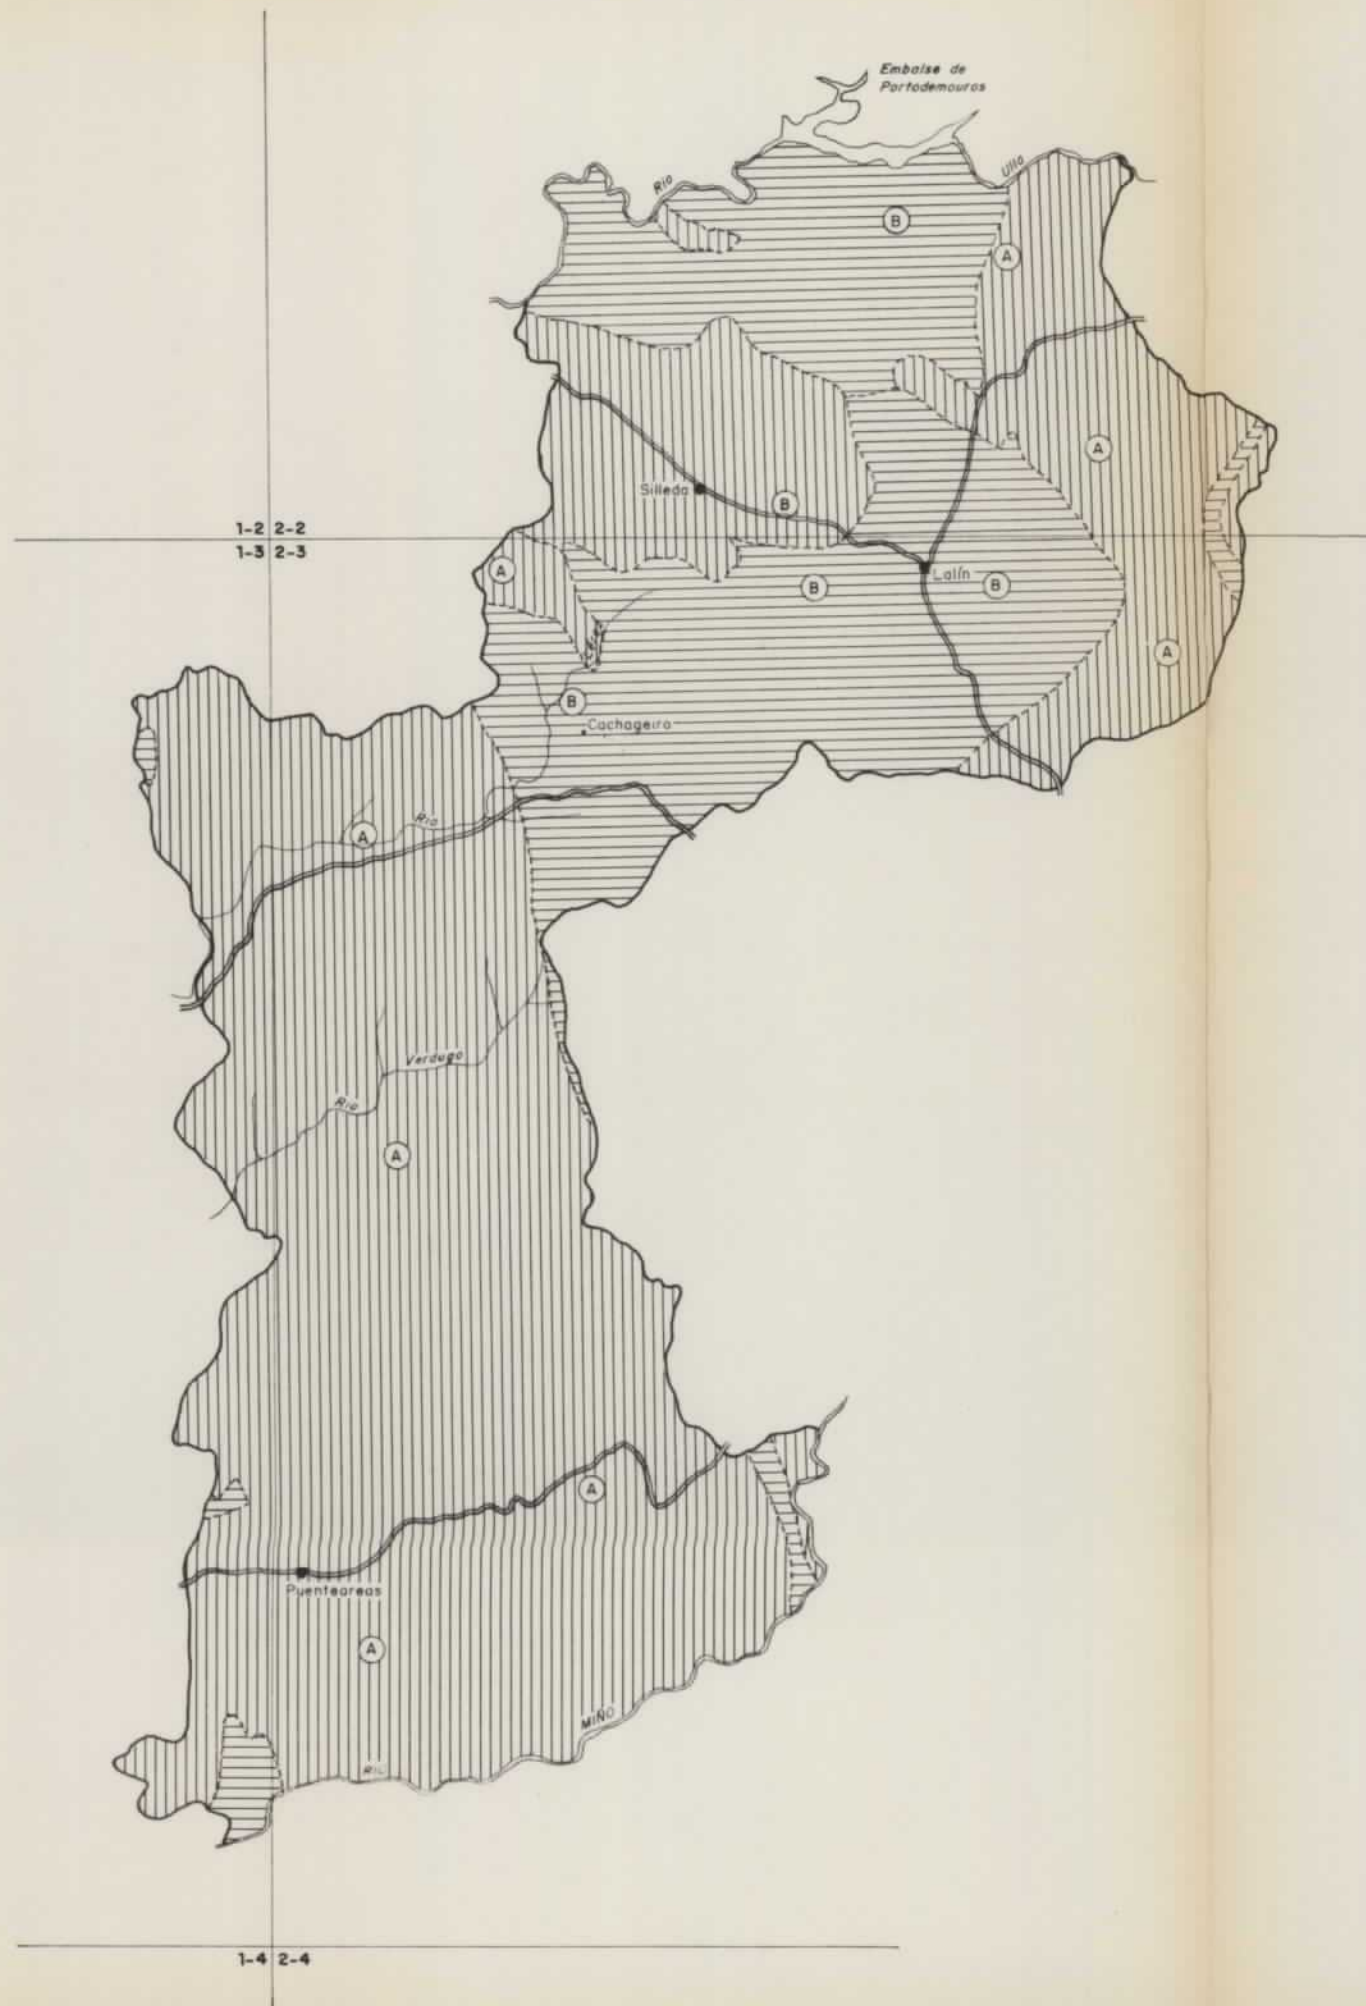 Embalse de
Portodemouros
Rio
Ulla
B
A
A
Silleda
B
1-2 2-2
1-3 2-3
A
B
Lalín
B
A
B
Cachageiro
Rio
A
Verdugo
Rio
A
A
Puenteareas
A
MIÑO
RIO
1-4 2-4